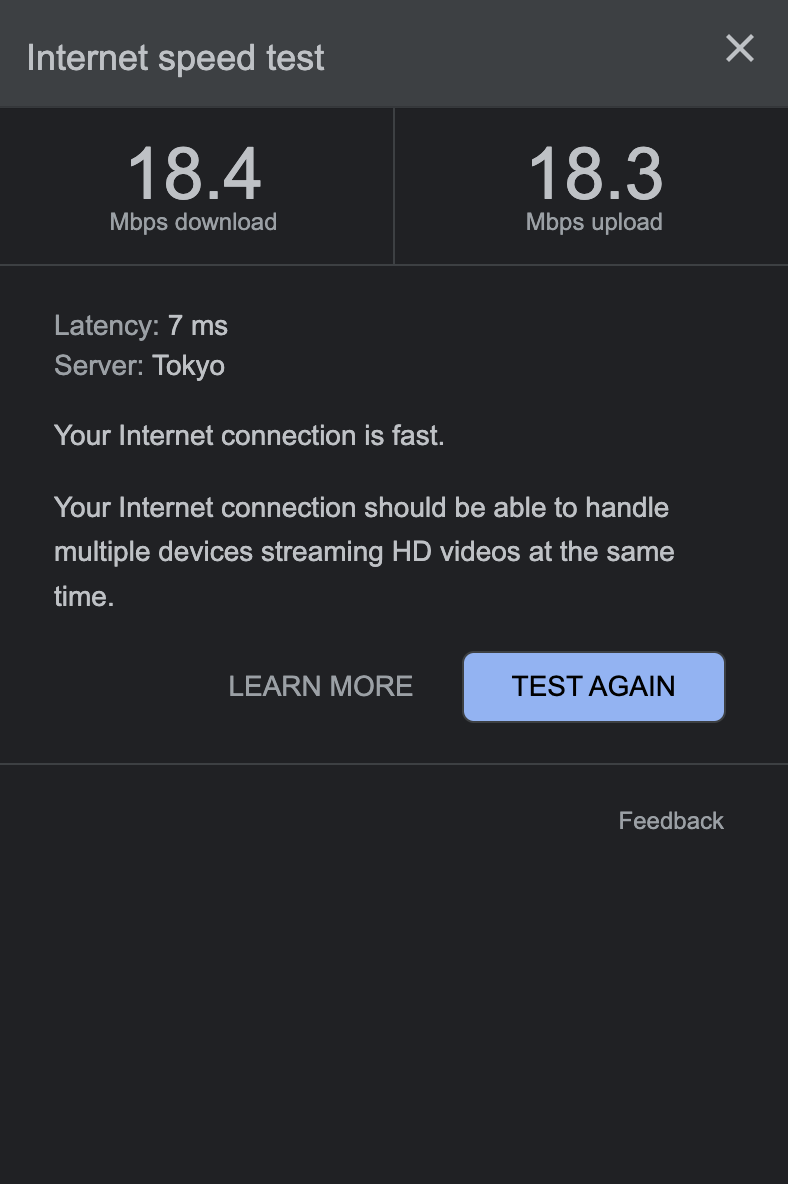 Internet speed test
18.4
Mbps download
18.3
Mbps upload
Latency: 7 ms
Server: Tokyo
Your Internet connection is fast.
Your Internet connection should be able to handle
multiple devices streaming HD videos at the same
time.
LEARN MORE
TEST AGAIN
Feedback